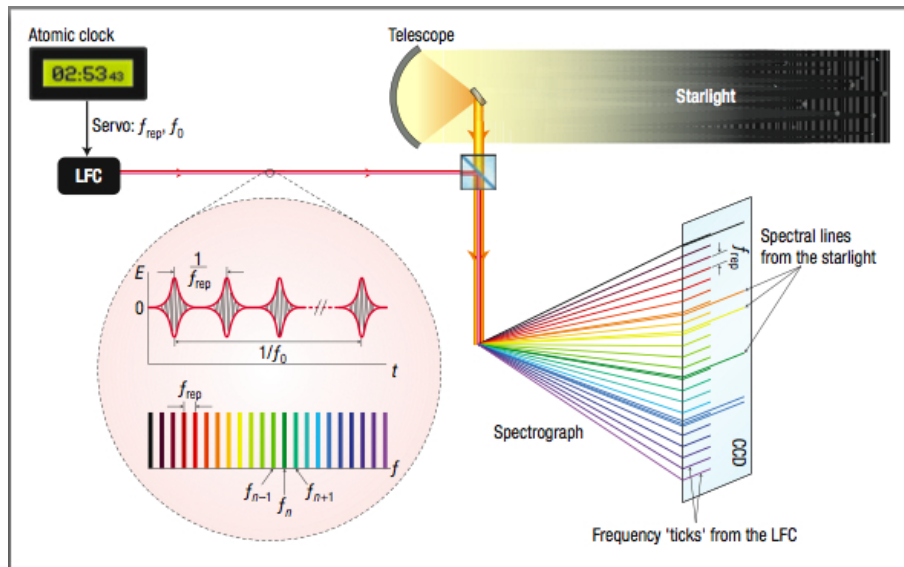 Atomic clock
02:53 43
Servo: f_rep, f_0
LFC
Telescope
Starlight
E
1
f_rep
0
1/f_0
t
f_rep
f
f_n–1
f_n
f_n+1
Spectrograph
f_rep
CCD
Spectral lines
from the starlight
Frequency 'ticks' from the LFC